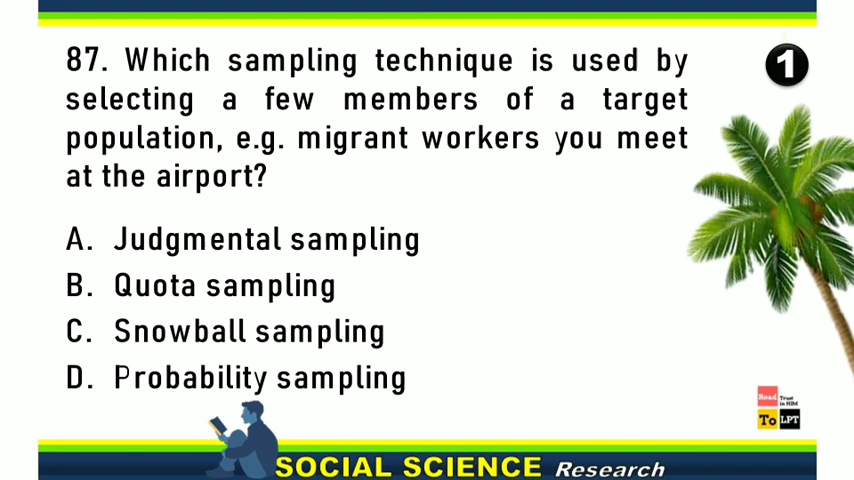 87. Which sampling technique is used by
selecting a few members of a target
population, e.g. migrant workers you meet
at the airport?
1
A. Judgmental sampling
B. Quota sampling
C. Snowball sampling
D. Probability sampling
Road Trust in HIM
To LPT
SOCIAL SCIENCE Research